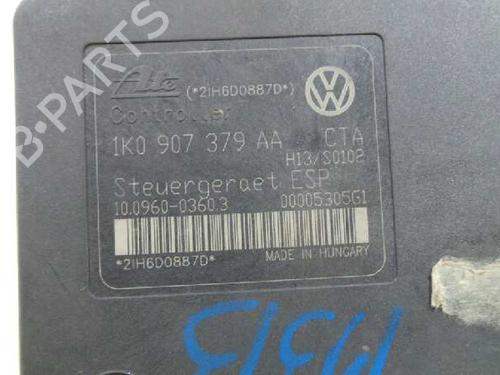 B-PARTS
Ate (*2IH6D0887D*)
Controller
1K0 907 379 AA CTA
H13/S0102
Steuergeraet ESP
10.0960-0360.3 00005305G1
*2IH6D0887D* MADE IN HUNGARY